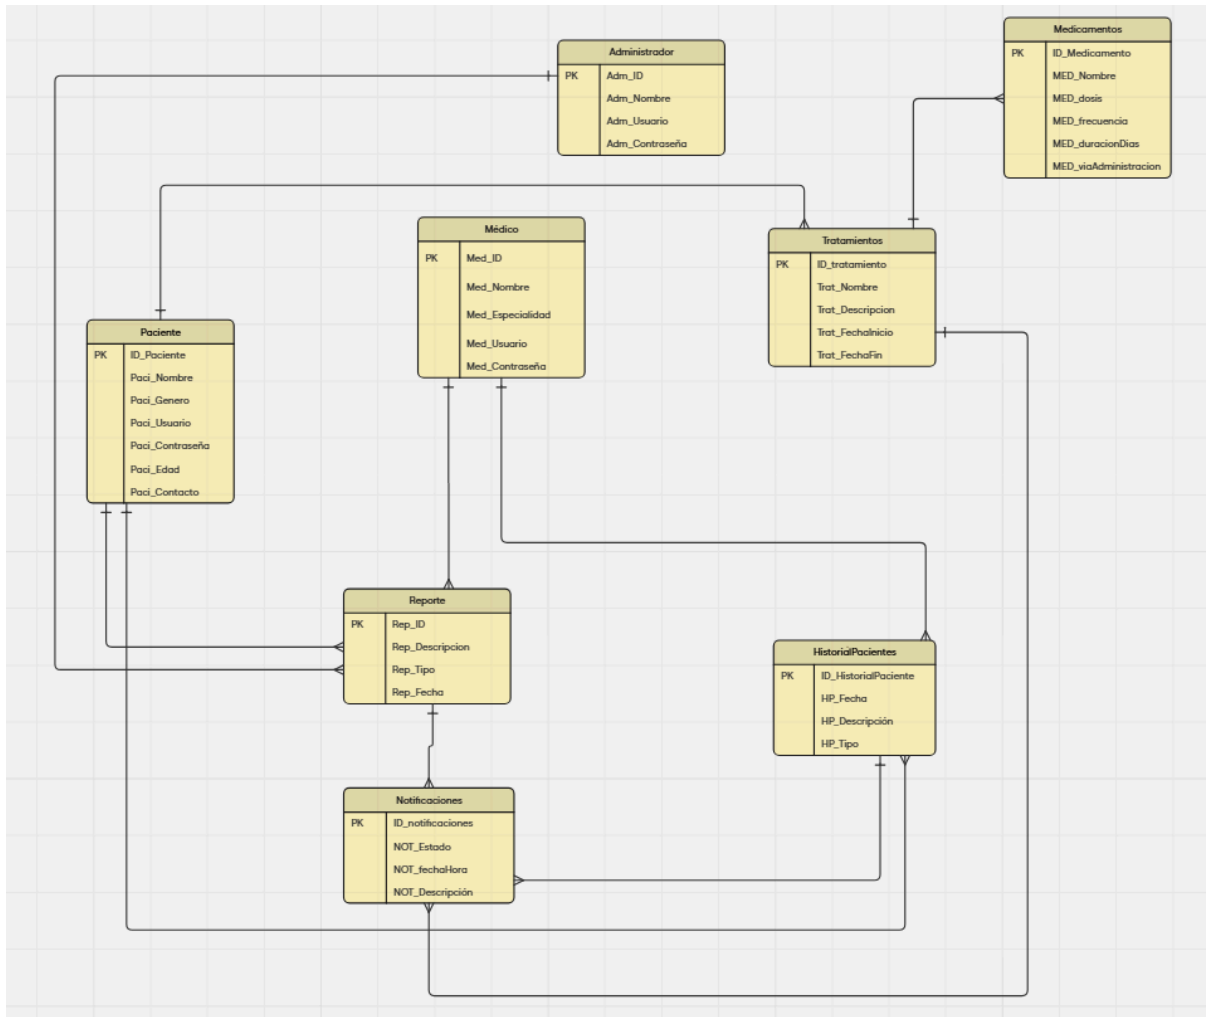 Administrador
PK Adm_ID
Adm_Nombre
Adm_Usuario
Adm_Contraseña
Medicamentos
PK ID_Medicamento
MED_Nombre
MED_dosis
MED_frecuencia
MED_duracionDias
MED_viaAdministracion
Médico
PK Med_ID
Med_Nombre
Med_Especialidad
Med_Usuario
Med_Contraseña
Tratamientos
PK ID_tratamiento
Trat_Nombre
Trat_Descripcion
Trat_FechaInicio
Trat_FechaFin
Paciente
PK ID_Paciente
Paci_Nombre
Paci_Genero
Paci_Usuario
Paci_Contraseña
Paci_Edad
Paci_Contacto
Reporte
PK Rep_ID
Rep_Descripcion
Rep_Tipo
Rep_Fecha
HistorialPacientes
PK ID_HistorialPaciente
HP_Fecha
HP_Descripción
HP_Tipo
Notificaciones
PK ID_notificaciones
NOT_Estado
NOT_fechaHora
NOT_Descripción